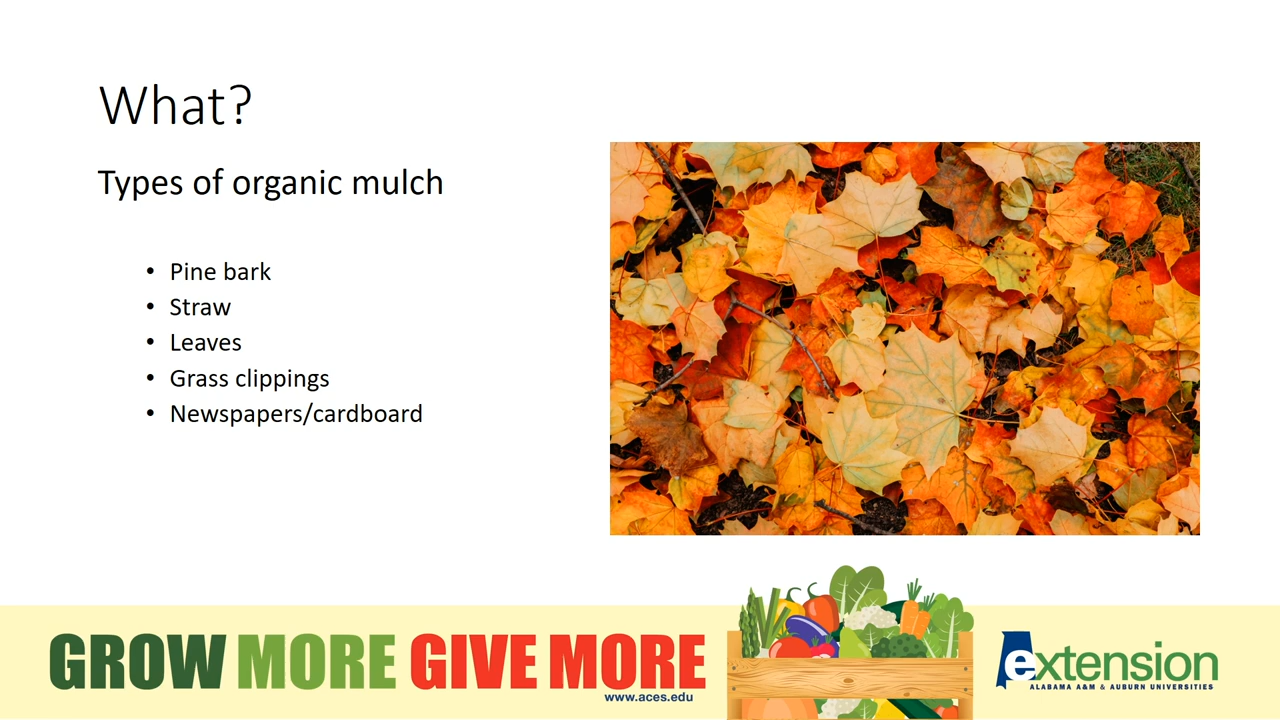 What?
Types of organic mulch
• Pine bark
• Straw
• Leaves
• Grass clippings
• Newspapers/cardboard
GROW MORE GIVE MORE
www.aces.edu
extension
ALABAMA A&M & AUBURN UNIVERSITIES